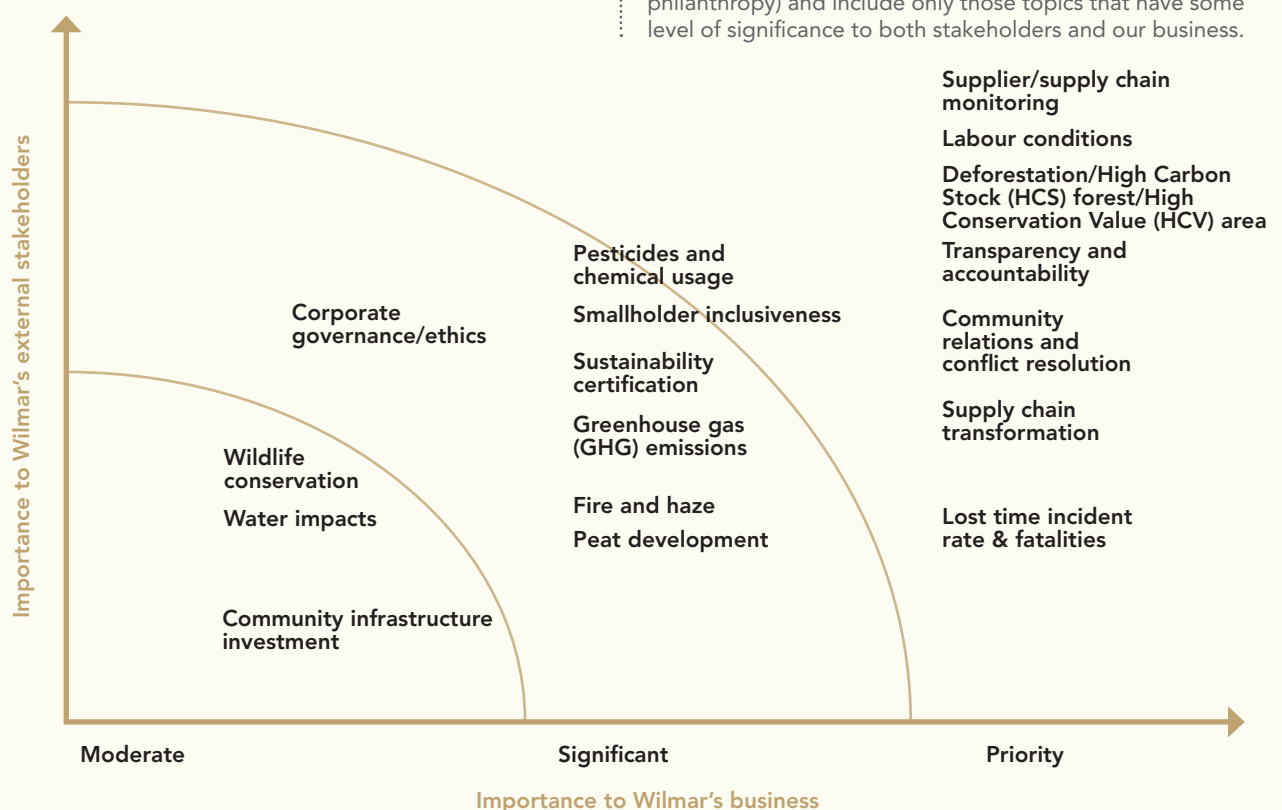 philanthropy) and include only those topics that have some
level of significance to both stakeholders and our business.
Importance to Wilmar's external stakeholders
Supplier/supply chain
monitoring
Labour conditions
Deforestation/High Carbon
Stock (HCS) forest/High
Conservation Value (HCV) area
Transparency and
accountability
Community
relations and
conflict resolution
Supply chain
transformation
Lost time incident
rate & fatalities
Pesticides and
chemical usage
Smallholder inclusiveness
Sustainability
certification
Greenhouse gas
(GHG) emissions
Fire and haze
Peat development
Corporate
governance/ethics
Wildlife
conservation
Water impacts
Community infrastructure
investment
Moderate
Significant
Priority
Importance to Wilmar's business